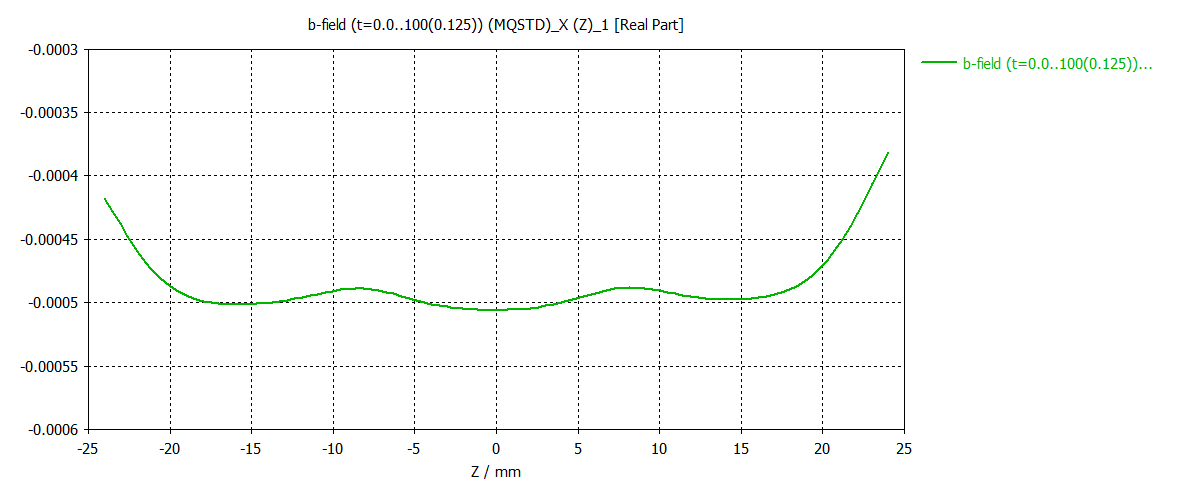 b-field (t=0.0..100(0.125)) (MQSTD)_X (Z)_1 [Real Part]
b-field (t=0.0..100(0.125))...
-0.0003
-0.00035
-0.0004
-0.00045
-0.0005
-0.00055
-0.0006
-25 -20 -15 -10 -5 0 5 10 15 20 25
Z / mm